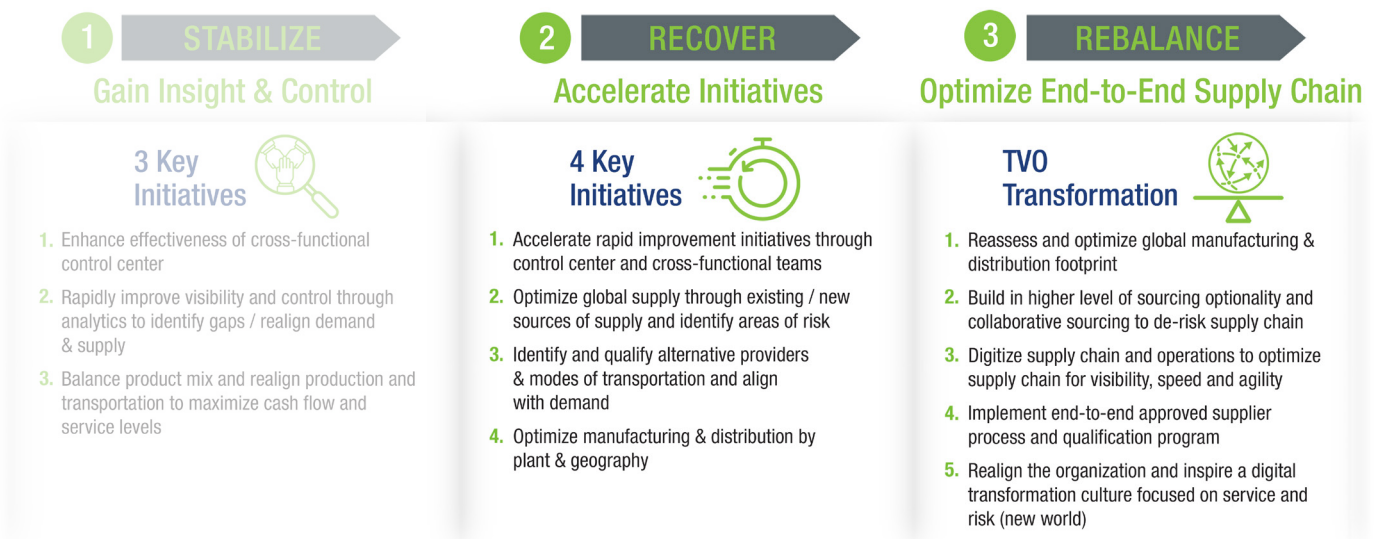 1 STABILIZE
Gain Insight & Control
3 Key
Initiatives
1. Enhance effectiveness of cross-functional
control center
2. Rapidly improve visibility and control through
analytics to identify gaps / realign demand
& supply
3. Balance product mix and realign production and
transportation to maximize cash flow and
service levels
2 RECOVER
Accelerate Initiatives
4 Key
Initiatives
1. Accelerate rapid improvement initiatives through
control center and cross-functional teams
2. Optimize global supply through existing / new
sources of supply and identify areas of risk
3. Identify and qualify alternative providers
& modes of transportation and align
with demand
4. Optimize manufacturing & distribution by
plant & geography
3 REBALANCE
Optimize End-to-End Supply Chain
TVO
Transformation
1. Reassess and optimize global manufacturing &
distribution footprint
2. Build in higher level of sourcing optionality and
collaborative sourcing to de-risk supply chain
3. Digitize supply chain and operations to optimize
supply chain for visibility, speed and agility
4. Implement end-to-end approved supplier
process and qualification program
5. Realign the organization and inspire a digital
transformation culture focused on service and
risk (new world)